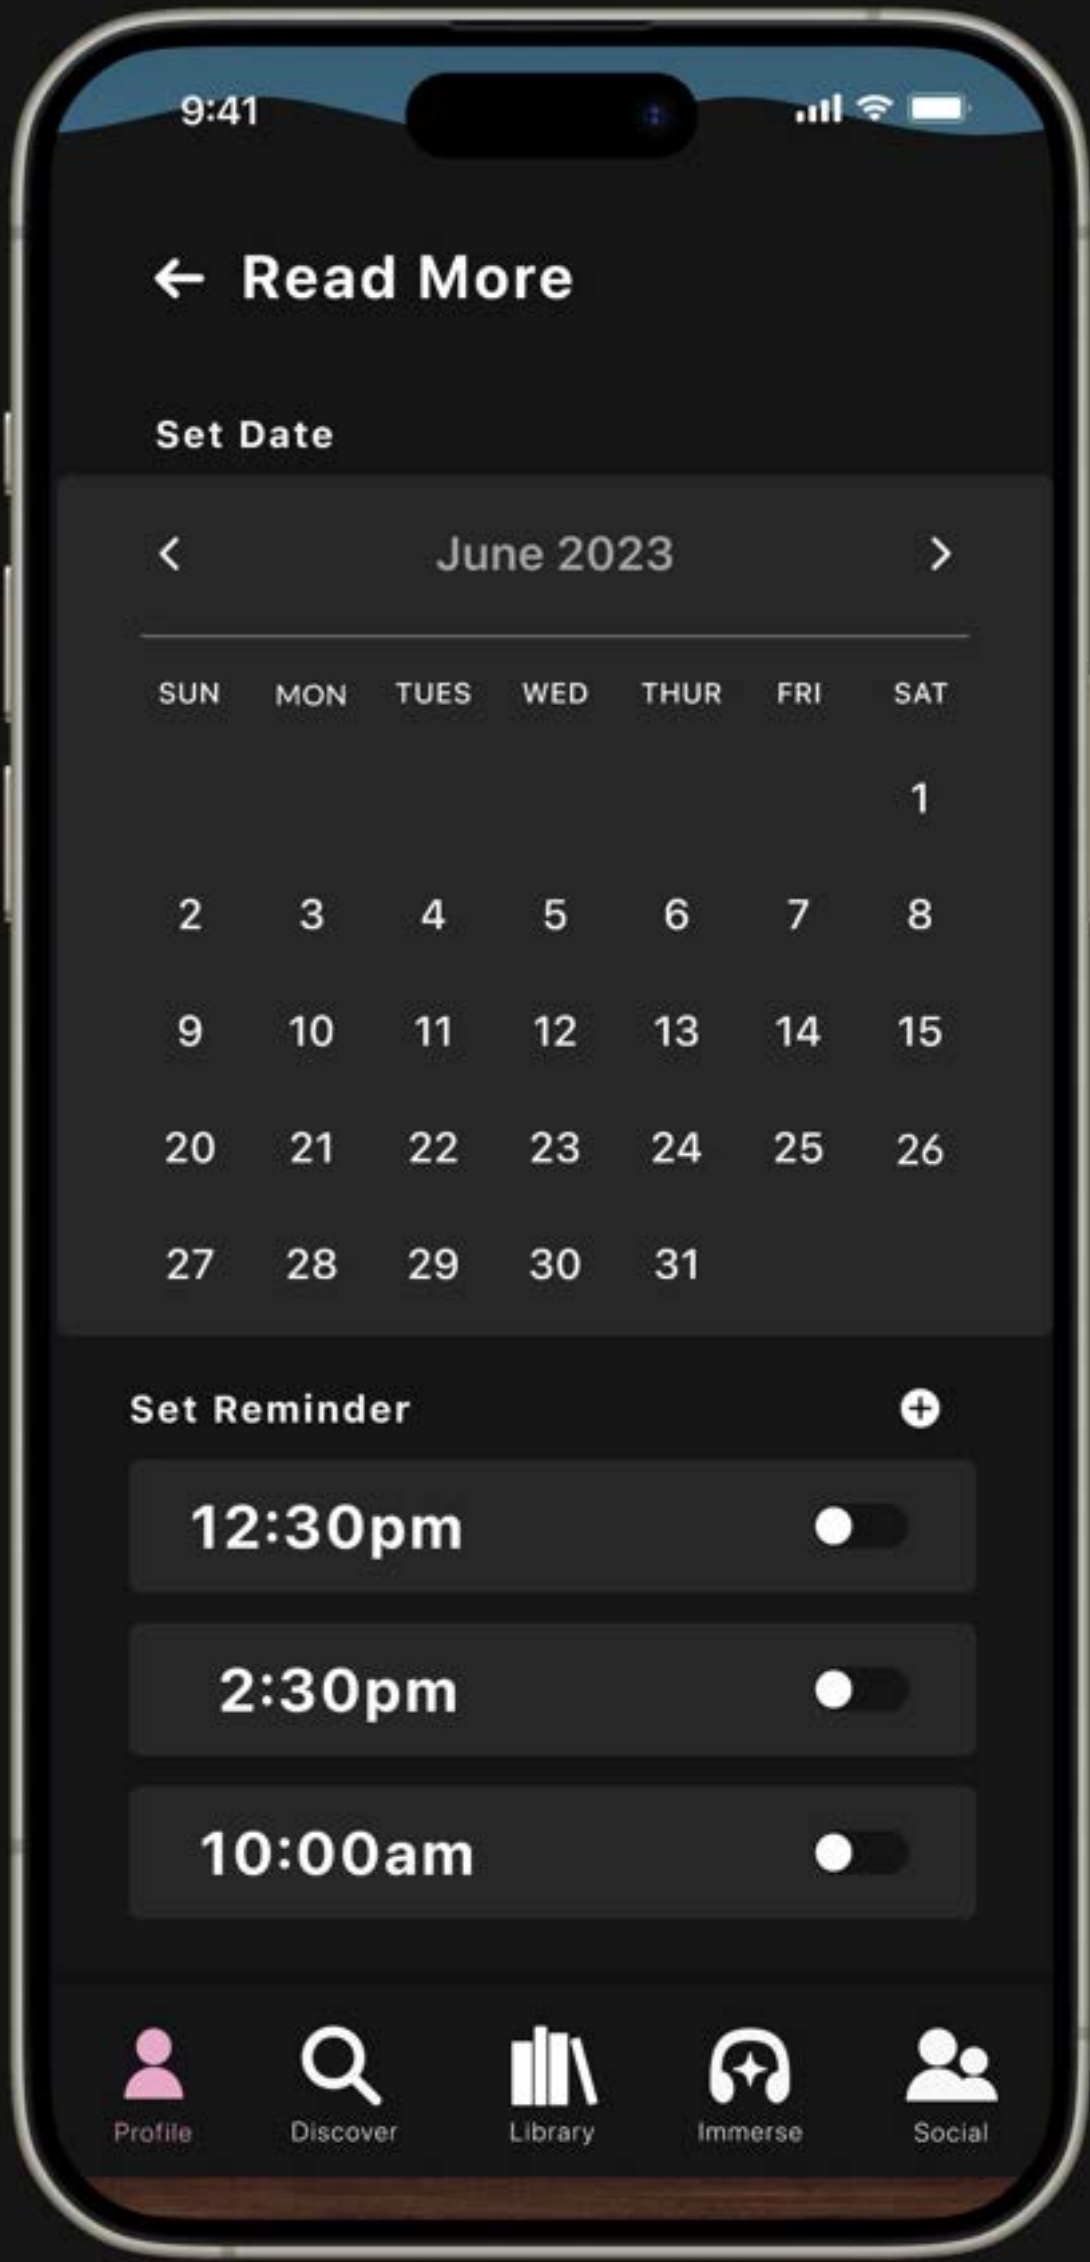 9:41
← Read More
Set Date
June 2023
SUN MON TUES WED THUR FRI SAT
1
2 3 4 5 6 7 8
9 10 11 12 13 14 15
20 21 22 23 24 25 26
27 28 29 30 31
Set Reminder
12:30pm
2:30pm
10:00am
Profile Discover Library Immerse Social